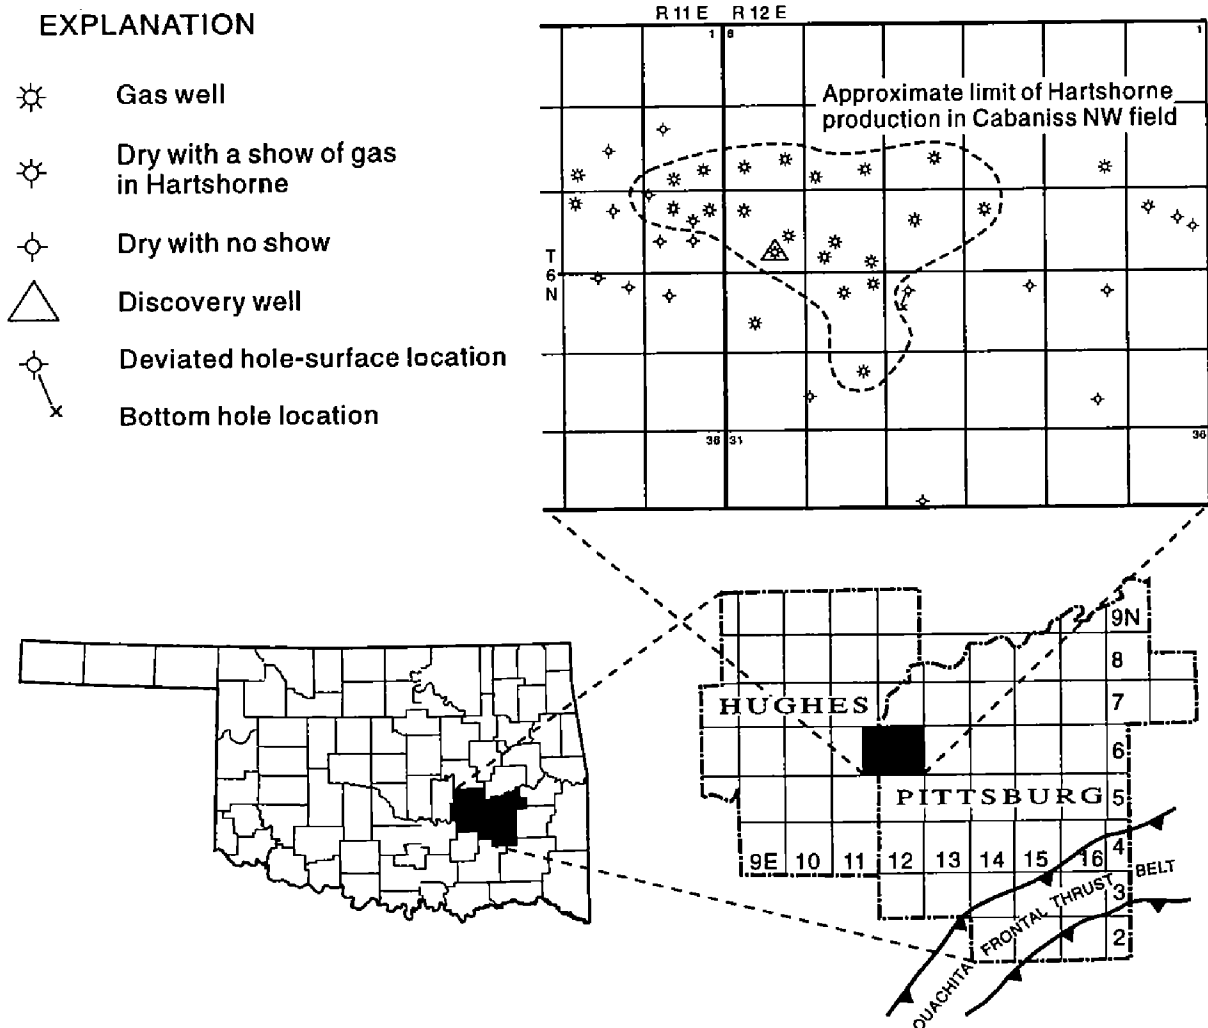 EXPLANATION
Gas well
Dry with a show of gas
in Hartshorne
Dry with no show
Discovery well
Deviated hole-surface location
Bottom hole location
R 11 E R 12 E
1 6 1
Approximate limit of Hartshorne
production in Cabaniss NW field
T
6
N
36 31 36
9N
8
HUGHES 7
6
PITTSBURG 5
4
9E 10 11 12 13 14 15 16
3
2
OUACHITA FRONTAL THRUST BELT